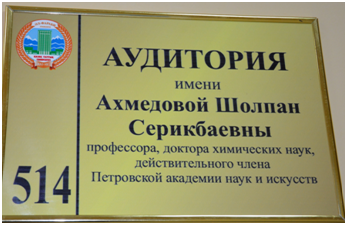 АУДИТОРИЯ
имени
Ахмедовой Шолпан
Серикбаевны
профессора, доктора химических наук,
действительного члена
Петровской академии наук и искусств
514